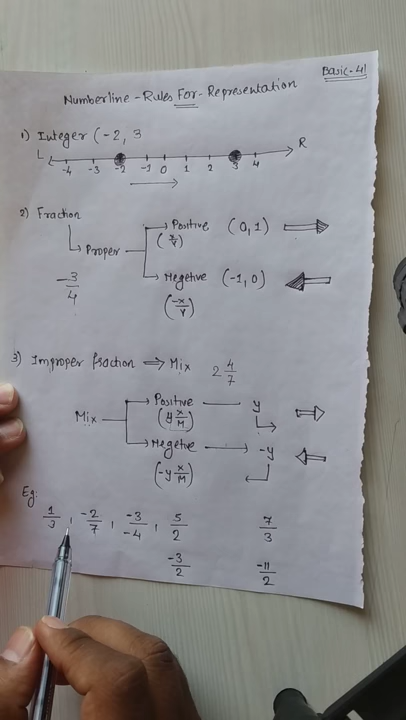 Basic-41
Numberline - Rules For - Representation
1) Integer (-2, 3
L -4 -3 -2 -1 0 1 2 3 4 R
2) Fraction
Positive (0,1)
(x/y)
Proper
-3/4
Negetive (-1,0)
(-x/y)
3) Improper fraction ⇒ Mix 2 4/7
Positive y
(y x/M)
Mix
Negetive -y
(-y x/M)
Eg:
1/3, -2/7, -3/-4, 5/2 7/3
-3/2 -11/2